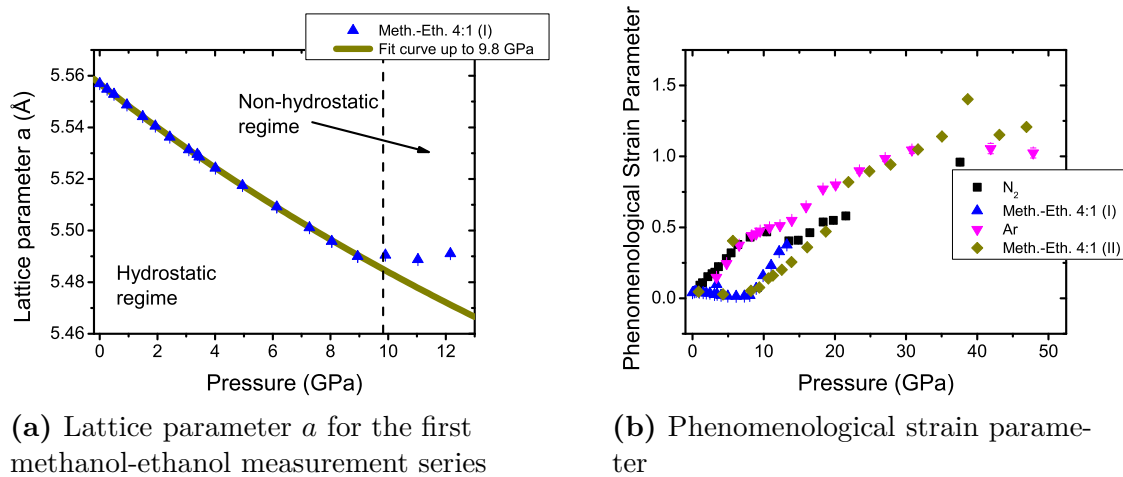 Meth.-Eth. 4:1 (I)
Fit curve up to 9.8 GPa
Lattice parameter a (Å)
5.56
5.54
5.52
5.50
5.48
5.46
Non-hydrostatic
regime
Hydrostatic
regime
0 2 4 6 8 10 12
Pressure (GPa)
(a) Lattice parameter a for the first
methanol-ethanol measurement series
Phenomenological Strain Parameter
1.5
1.0
0.5
0.0
N2
Meth.-Eth. 4:1 (I)
Ar
Meth.-Eth. 4:1 (II)
0 10 20 30 40 50
Pressure (GPa)
(b) Phenomenological strain parame-
ter